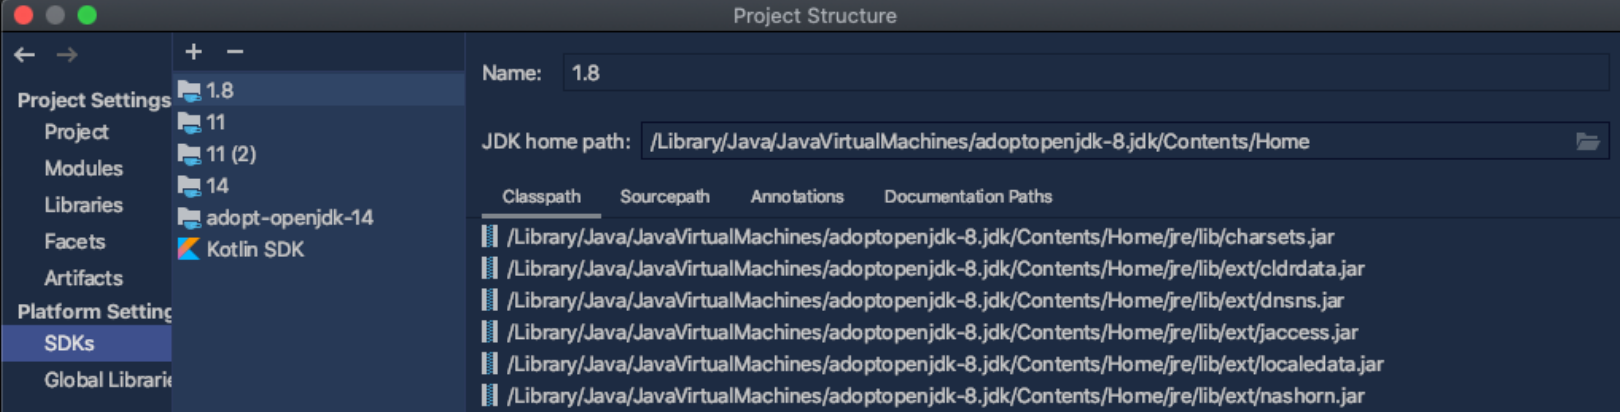 Project Structure
Project Settings
Project
Modules
Libraries
Facets
Artifacts
Platform Setting
SDKs
Global Librarie
1.8
11
11 (2)
14
adopt-openjdk-14
Kotlin SDK
Name: 1.8
JDK home path: /Library/Java/JavaVirtualMachines/adoptopenjdk-8.jdk/Contents/Home
Classpath Sourcepath Annotations Documentation Paths
/Library/Java/JavaVirtualMachines/adoptopenjdk-8.jdk/Contents/Home/jre/lib/charsets.jar
/Library/Java/JavaVirtualMachines/adoptopenjdk-8.jdk/Contents/Home/jre/lib/ext/cldrdata.jar
/Library/Java/JavaVirtualMachines/adoptopenjdk-8.jdk/Contents/Home/jre/lib/ext/dnsns.jar
/Library/Java/JavaVirtualMachines/adoptopenjdk-8.jdk/Contents/Home/jre/lib/ext/jaccess.jar
/Library/Java/JavaVirtualMachines/adoptopenjdk-8.jdk/Contents/Home/jre/lib/ext/localedata.jar
/Library/Java/JavaVirtualMachines/adoptopenjdk-8.jdk/Contents/Home/jre/lib/ext/nashorn.jar